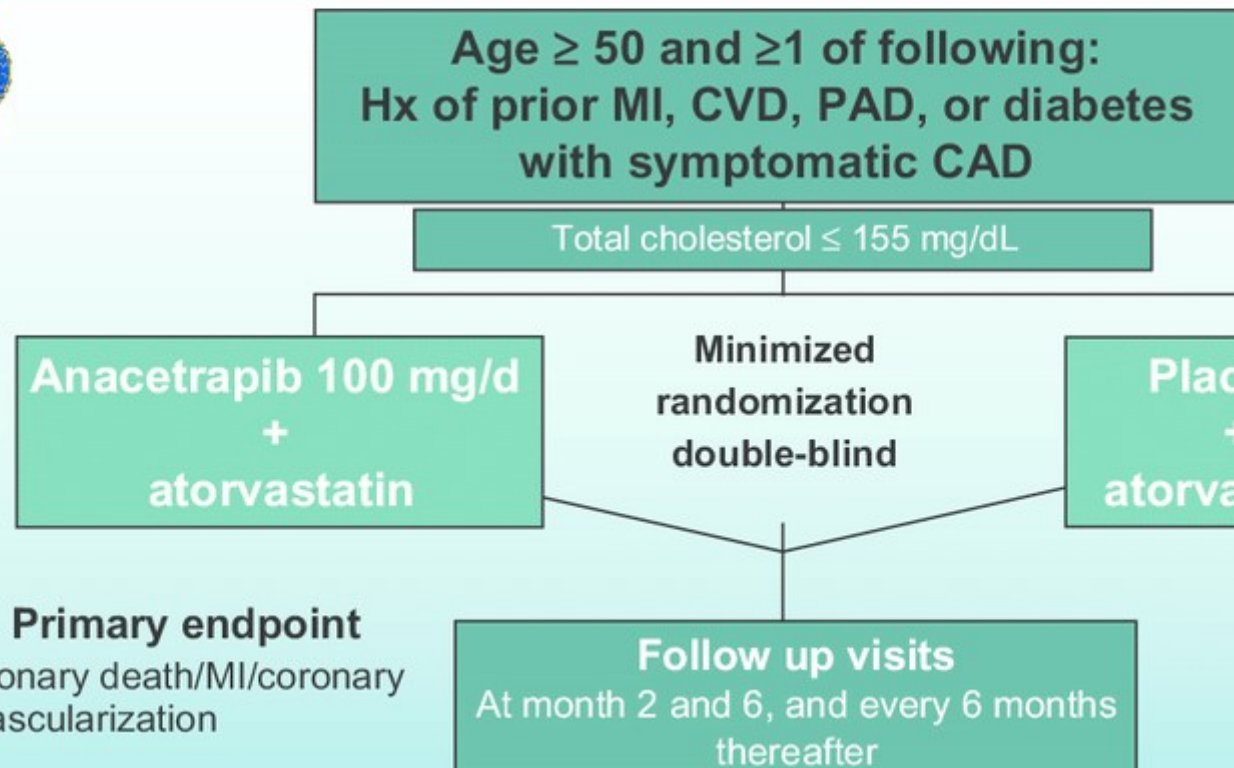 Age ≥ 50 and ≥1 of following:
Hx of prior MI, CVD, PAD, or diabetes
with symptomatic CAD
Total cholesterol ≤ 155 mg/dL
Anacetrapib 100 mg/d
+
atorvastatin
Minimized
randomization
double-blind
Primary endpoint
death/MI/coronary
Follow up visits
At month 2 and 6, and every 6 months
thereafter